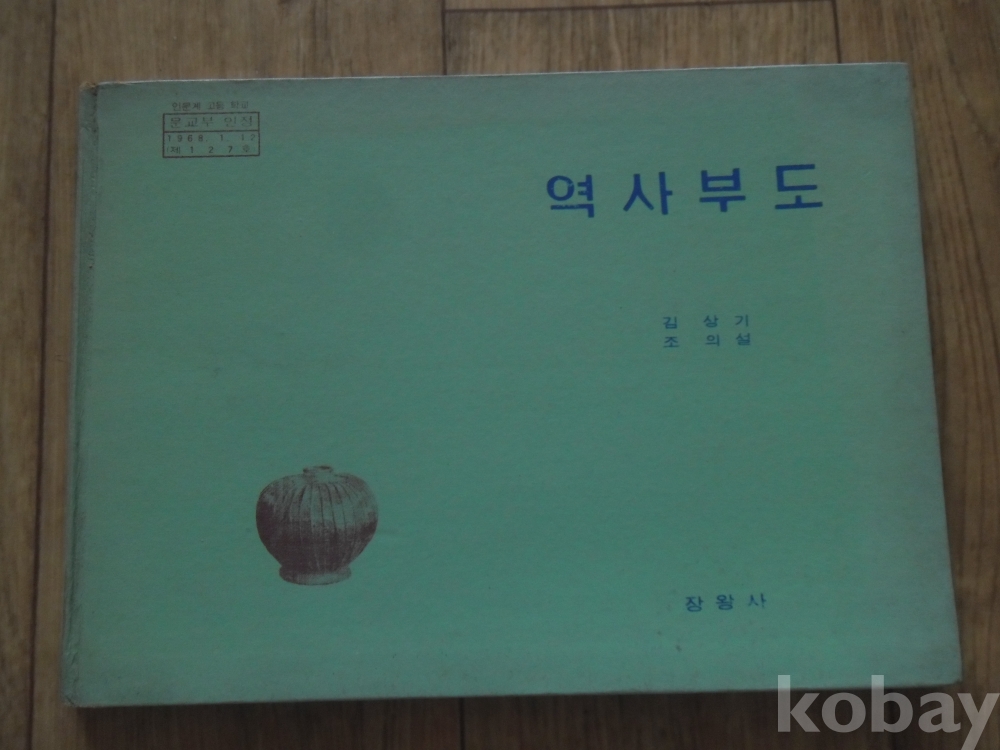 인문계 고등 학교
문교부 인정
1968. 1. 12
(제 1 2 7 호)
역사부도
김 상 기
조 의 설
장 왕 사
kobay